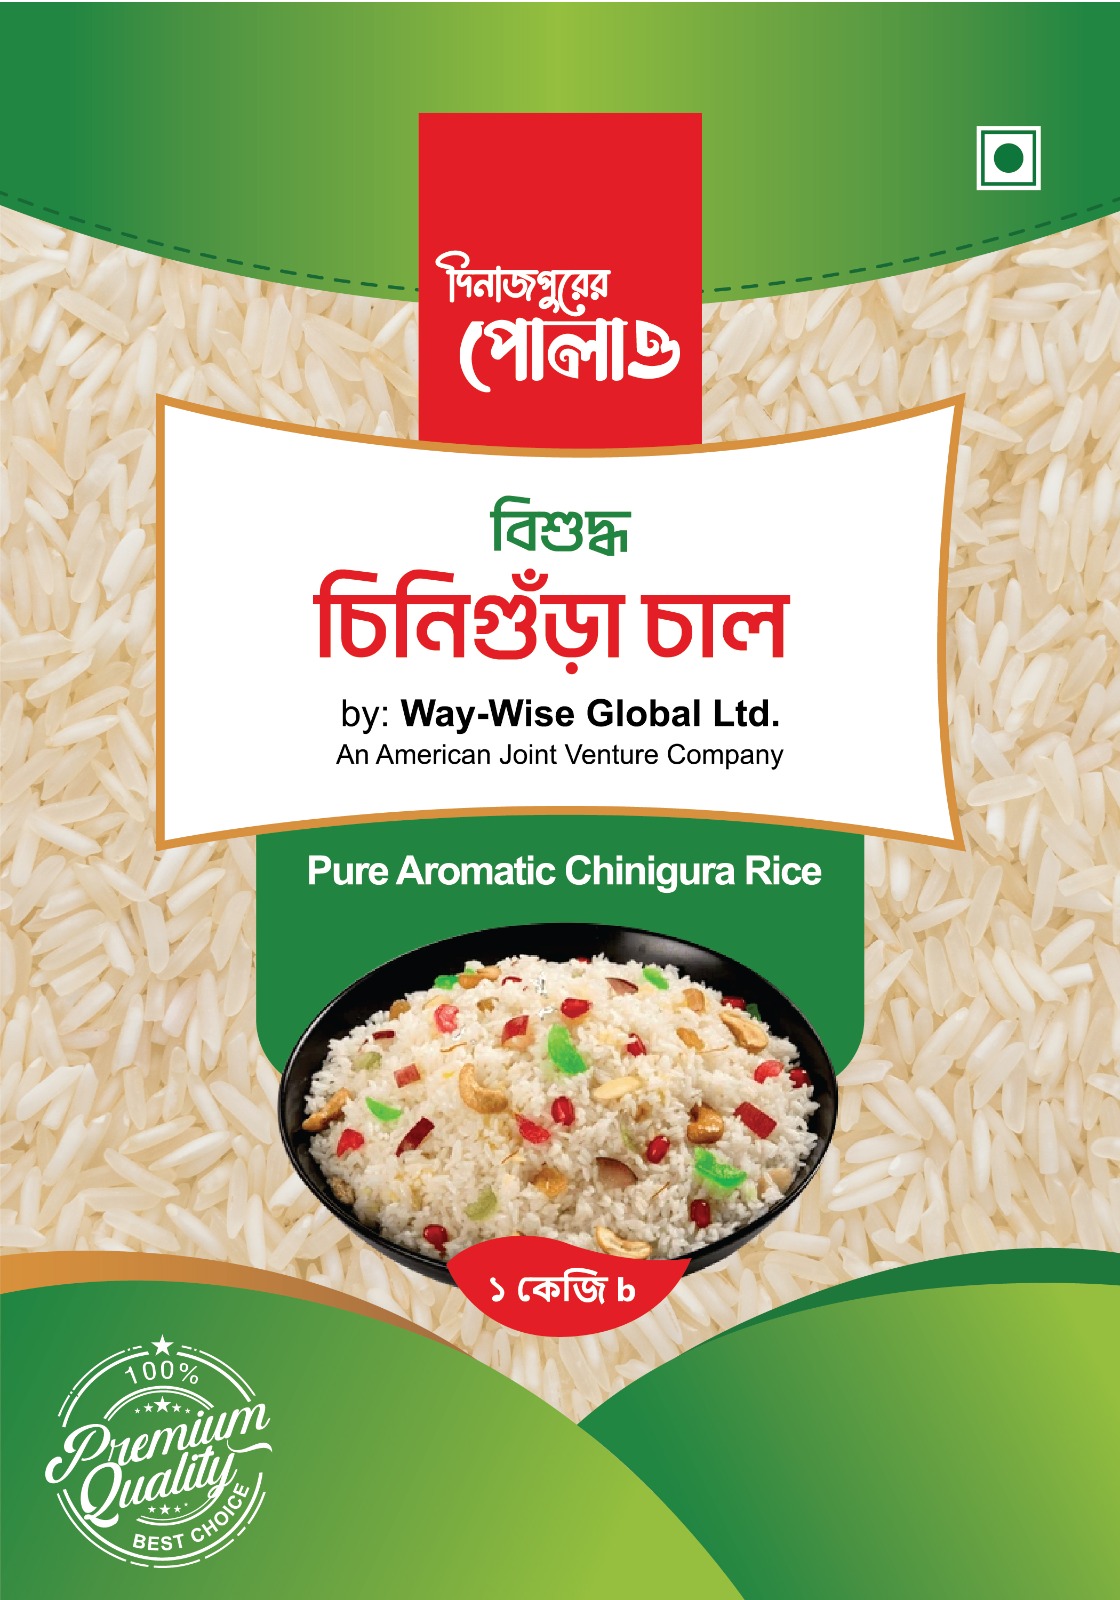 দিনাজপুরের
পোলাও
বিশুদ্ধ
চিনিগুঁড়া চাল
by: Way-Wise Global Ltd.
An American Joint Venture Company
Pure Aromatic Chinigura Rice
১ কেজি b
100%
Premium
Quality
BEST CHOICE